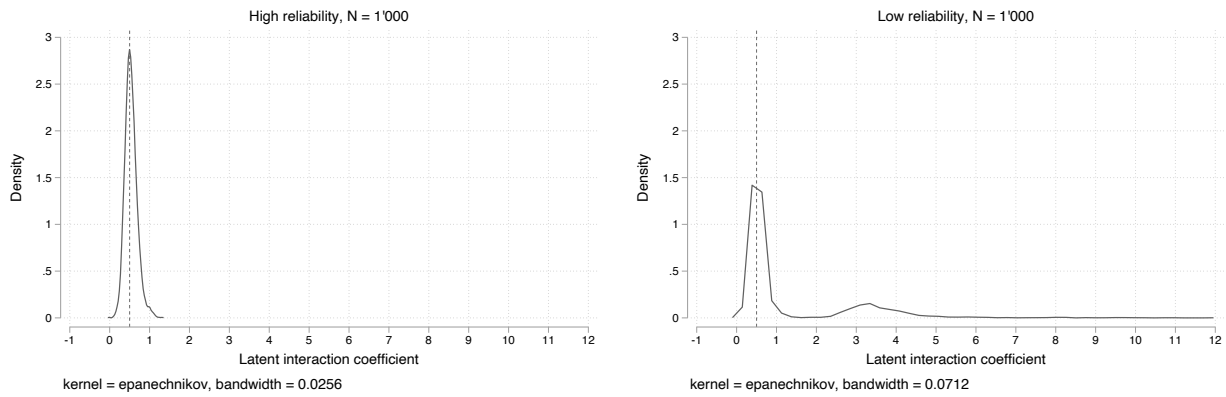 High reliability, N = 1'000
3
2.5
2
1.5
1
.5
0
Density
-1 0 1 2 3 4 5 6 7 8 9 10 11 12
Latent interaction coefficient
kernel = epanechnikov, bandwidth = 0.0256
Low reliability, N = 1'000
3
2.5
2
1.5
1
.5
0
Density
-1 0 1 2 3 4 5 6 7 8 9 10 11 12
Latent interaction coefficient
kernel = epanechnikov, bandwidth = 0.0712